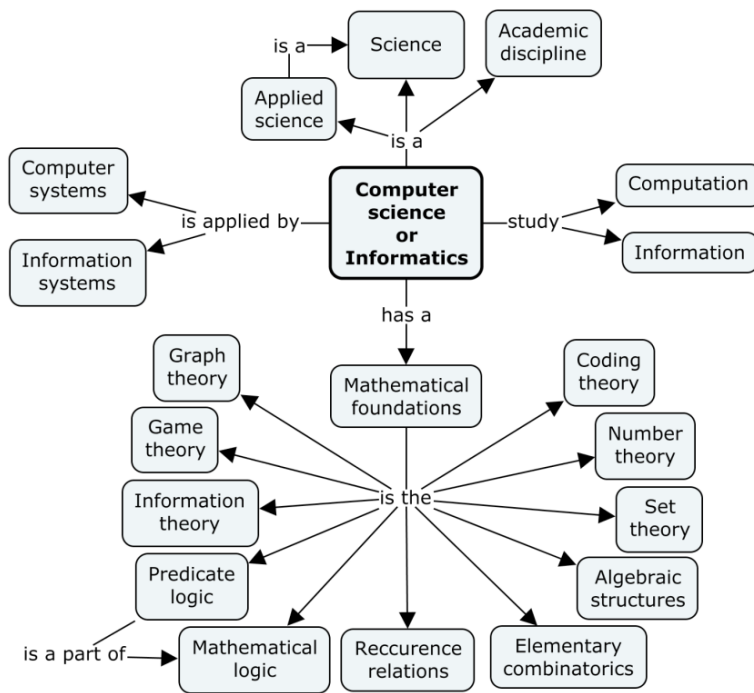 is a
Science
Academic
discipline
Applied
science
is a
Computer
systems
is applied by
Information
systems
Computer
science
or
Informatics
study
Computation
Information
has a
Mathematical
foundations
Graph
theory
Coding
theory
Game
theory
Number
theory
is the
Information
theory
Set
theory
Predicate
logic
Algebraic
structures
is a part of
Mathematical
logic
Reccurence
relations
Elementary
combinatorics